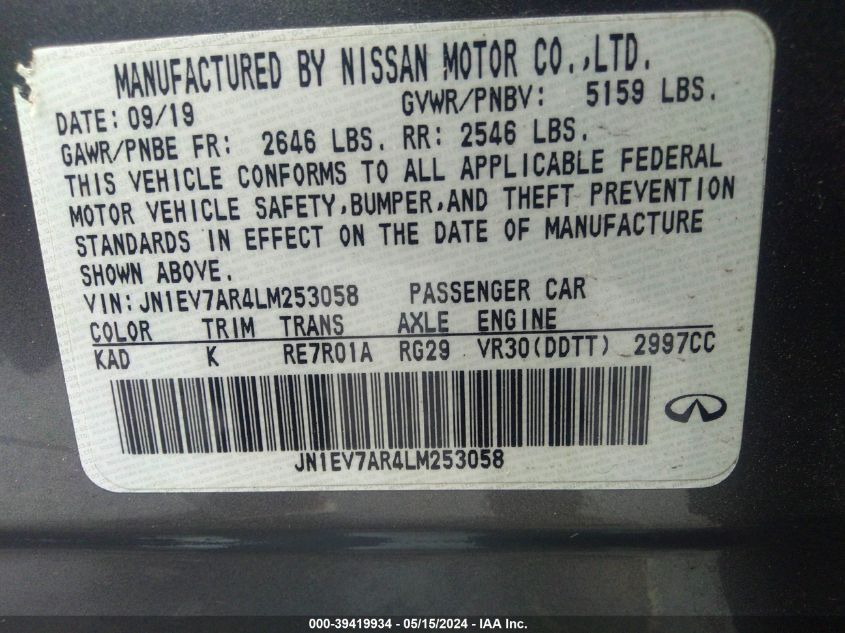 MANUFACTURED BY NISSAN MOTOR CO.,LTD.
DATE: 09/19 GVWR/PNBV: 5159 LBS.
GAWR/PNBE FR: 2646 LBS. RR: 2546 LBS.
THIS VEHICLE CONFORMS TO ALL APPLICABLE FEDERAL
MOTOR VEHICLE SAFETY,BUMPER,AND THEFT PREVENTION
STANDARDS IN EFFECT ON THE DATE OF MANUFACTURE
SHOWN ABOVE.
VIN: JN1EV7AR4LM253058 PASSENGER CAR
COLOR TRIM TRANS AXLE ENGINE
KAD K RE7R01A RG29 VR30(DDTT) 2997CC
JN1EV7AR4LM253058
000-39419934 - 05/15/2024 - IAA Inc.